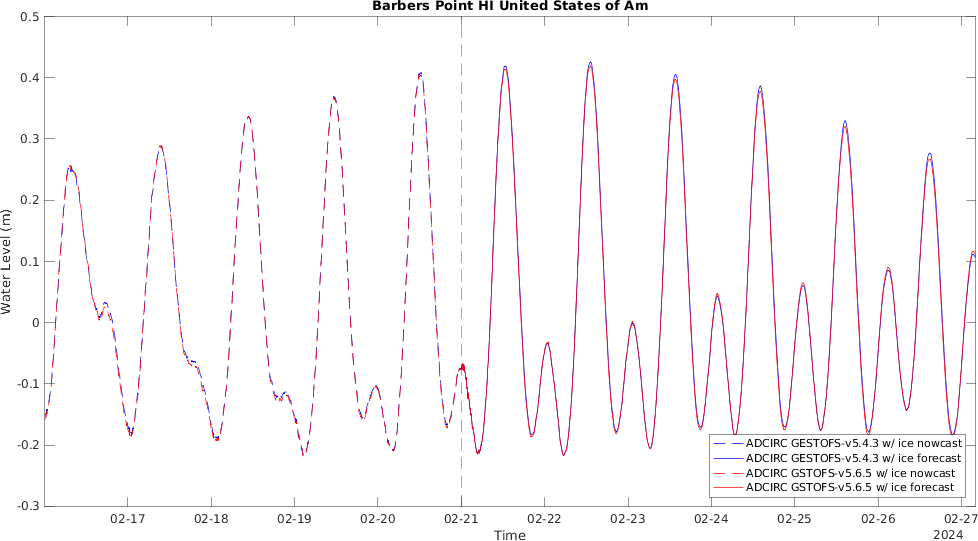 Barbers Point HI United States of Am
0.5
0.4
0.3
0.2
0.1
0
-0.1
-0.2
-0.3
Water Level (m)
ADCIRC GESTOFS-v5.4.3 w/ ice nowcast
ADCIRC GESTOFS-v5.4.3 w/ ice forecast
ADCIRC GSTOFS-v5.6.5 w/ ice nowcast
ADCIRC GSTOFS-v5.6.5 w/ ice forecast
02-17 02-18 02-19 02-20 02-21 02-22 02-23 02-24 02-25 02-26 02-27
Time
2024